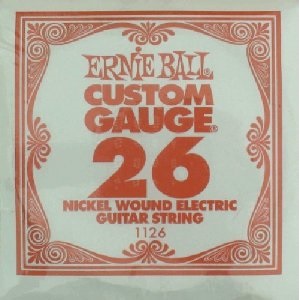 ERNIE BALL®
CUSTOM
GAUGE®
26
NICKEL WOUND ELECTRIC
GUITAR STRING
1126